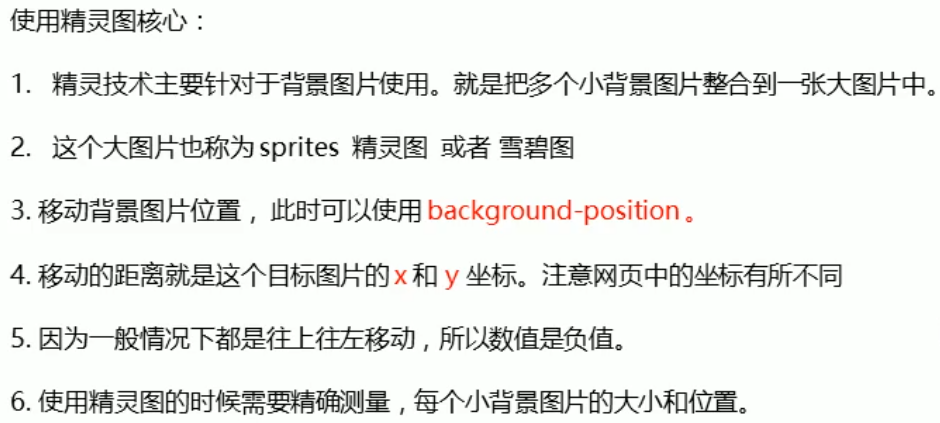 使用精灵图核心：
1. 精灵技术主要针对于背景图片使用。就是把多个小背景图片整合到一张大图片中。
2. 这个大图片也称为 sprites 精灵图 或者 雪碧图
3. 移动背景图片位置， 此时可以使用 background-position 。
4. 移动的距离就是这个目标图片的 x 和 y 坐标。注意网页中的坐标有所不同
5. 因为一般情况下都是往上往左移动，所以数值是负值。
6. 使用精灵图的时候需要精确测量，每个小背景图片的大小和位置。